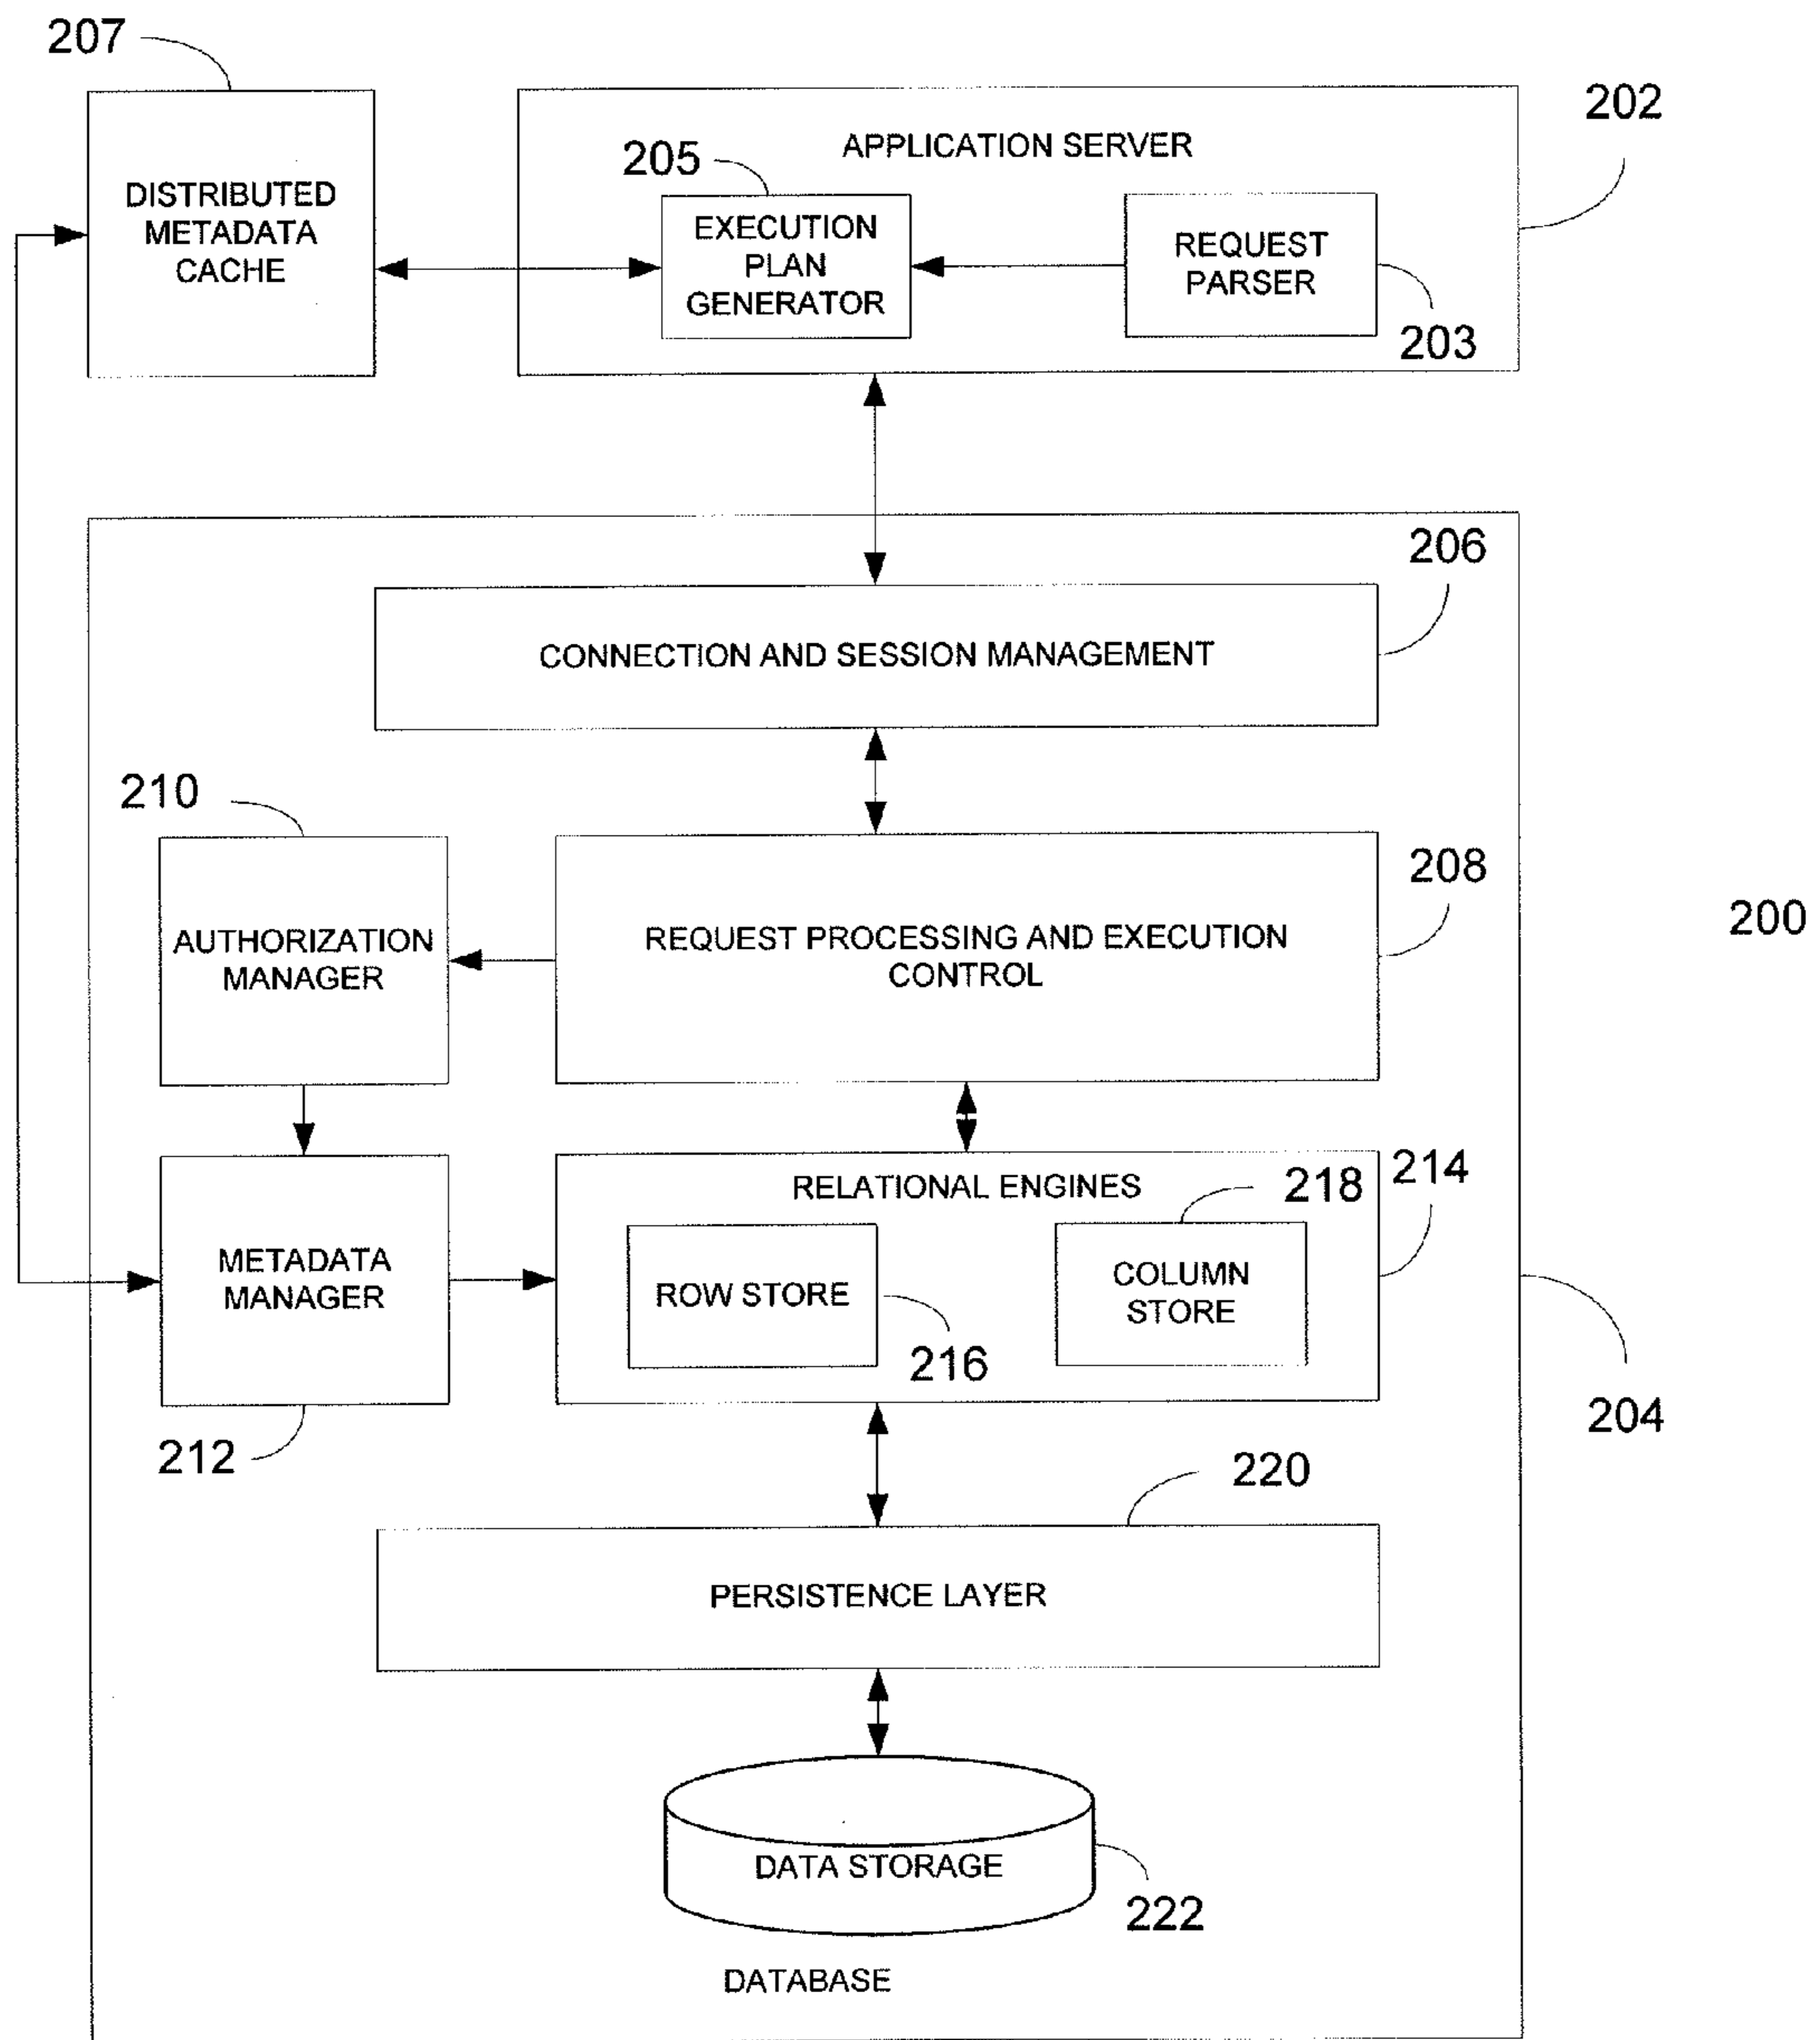 207
202
APPLICATION SERVER
205
DISTRIBUTED
METADATA
CACHE
EXECUTION
PLAN
GENERATOR
REQUEST
PARSER
203
206
CONNECTION AND SESSION MANAGEMENT
210
208
AUTHORIZATION
MANAGER
REQUEST PROCESSING AND EXECUTION
CONTROL
200
RELATIONAL ENGINES
218
214
METADATA
MANAGER
ROW STORE
COLUMN
STORE
216
204
212
220
PERSISTENCE LAYER
DATA STORAGE
222
DATABASE